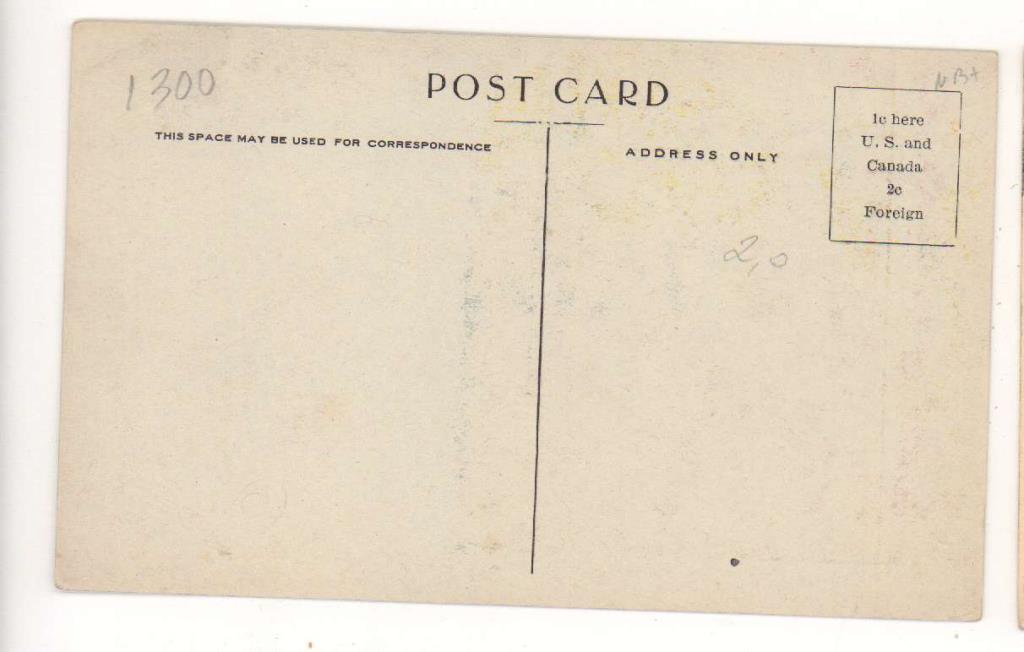 1300
POST CARD
THIS SPACE MAY BE USED FOR CORRESPONDENCE
ADDRESS ONLY
1c here
U. S. and
Canada
2c
Foreign
2,0